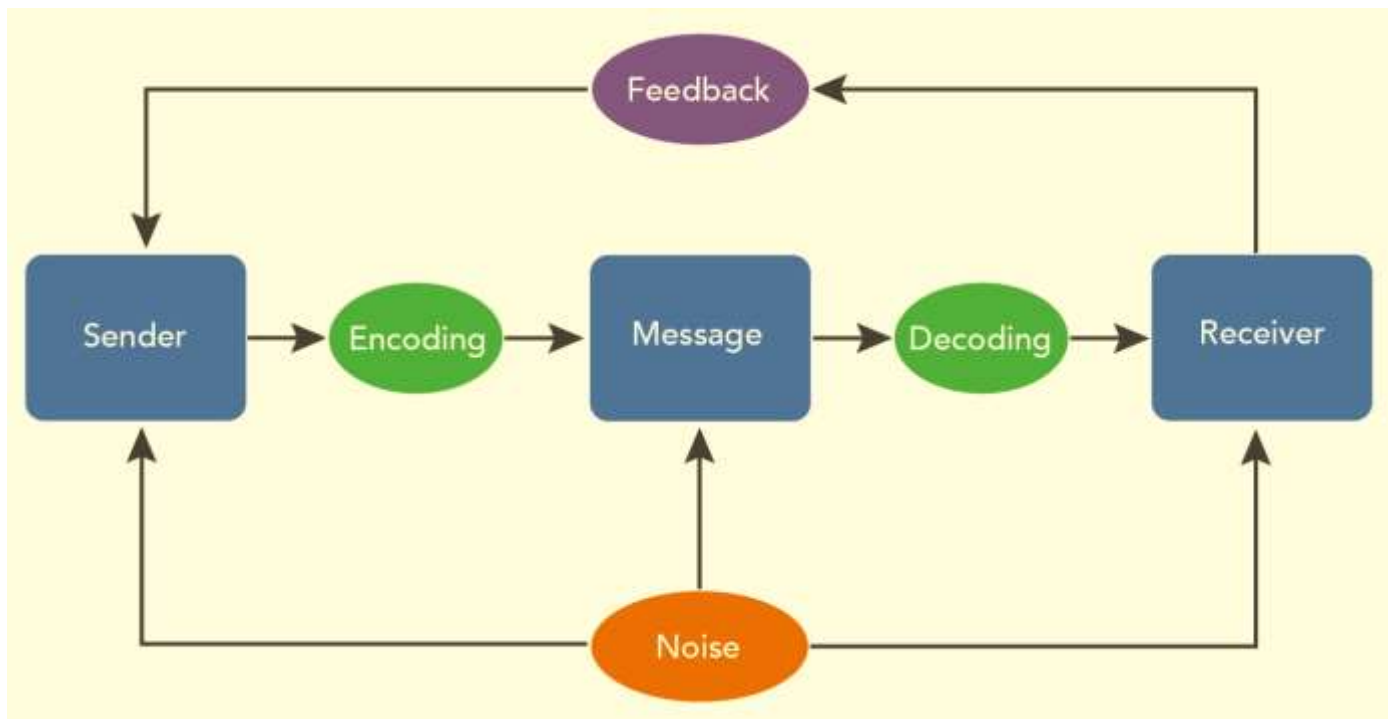 Feedback
Sender
Encoding
Message
Decoding
Receiver
Noise